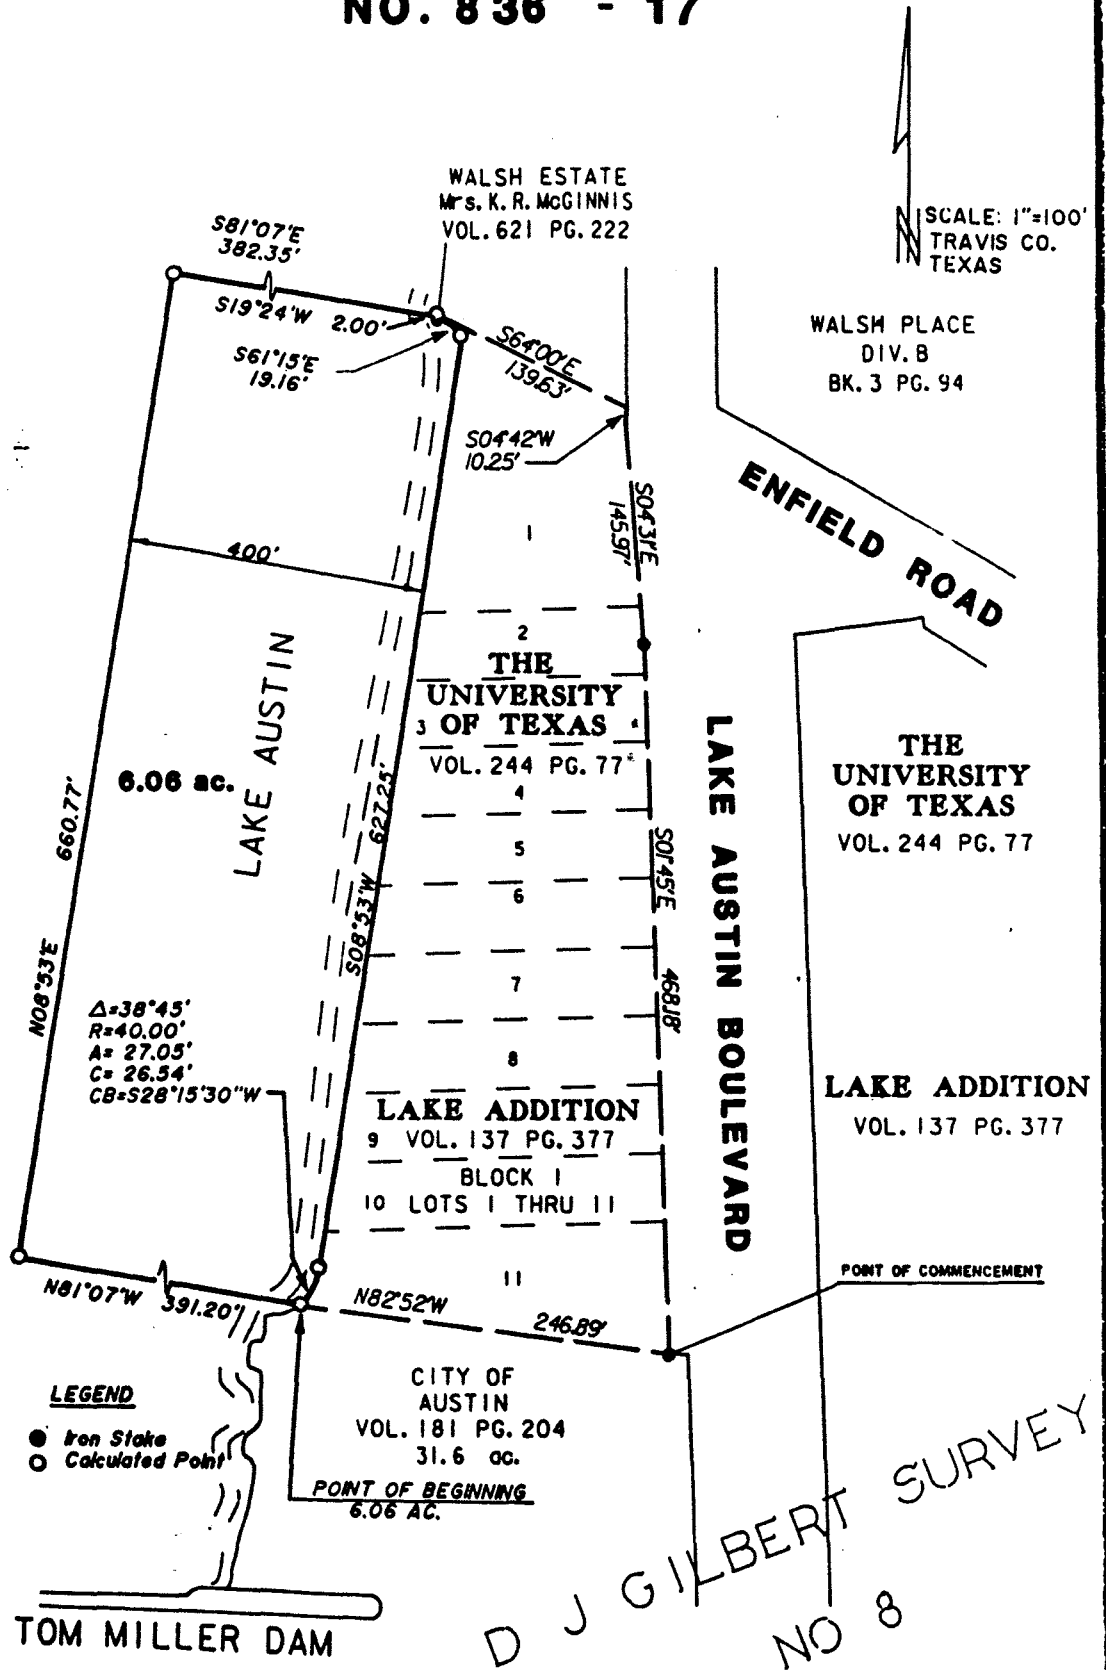 NO. 836 - 17
SCALE: 1"=100'
TRAVIS CO.
TEXAS
WALSH ESTATE
Mrs. K. R. McGINNIS
VOL. 621 PG. 222
S81°07'E
382.35'
S19°24'W 2.00'
S61°15'E
19.16'
S64°00'E
139.63'
WALSH PLACE
DIV. B
BK. 3 PG. 94
S04°42'W
10.25'
ENFIELD ROAD
S04°31'E
145.97'
1
400'
2
THE
UNIVERSITY
3 OF TEXAS
VOL. 244 PG. 77
4
5
6
7
8
LAKE ADDITION
9 VOL. 137 PG. 377
BLOCK 1
10 LOTS 1 THRU 11
11
LAKE AUSTIN
6.06 ac.
660.77'
N08°53'E
627.25'
S08°53'W
S01°45'E
468.18'
LAKE AUSTIN BOULEVARD
THE
UNIVERSITY
OF TEXAS
VOL. 244 PG. 77
LAKE ADDITION
VOL. 137 PG. 377
Δ=38°45'
R=40.00'
A= 27.05'
C= 26.54'
CB=S28°15'30"W
N81°07'W 391.20'
N82°52'W 246.89'
POINT OF COMMENCEMENT
CITY OF
AUSTIN
VOL. 181 PG. 204
31.6 ac.
LEGEND
Iron Stake
Calculated Point
POINT OF BEGINNING
6.06 AC.
D J GILBERT SURVEY
NO 8
TOM MILLER DAM